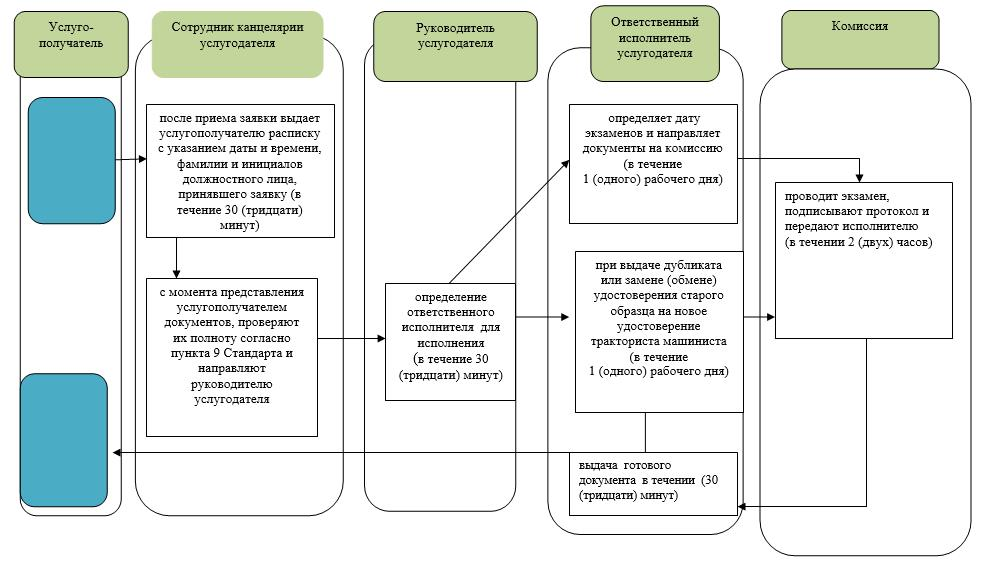 Услуго-
получатель
Сотрудник канцелярии
услугодателя
Руководитель
услугодателя
Ответственный
исполнитель
услугодателя
Комиссия
после приема заявки выдает
услугополучателю расписку
с указанием даты и времени,
фамилии и инициалов
должностного лица,
принявшего заявку (в
течение 30 (тридцати)
минут)
с момента представления
услугополучателем
документов, проверяют
их полноту согласно
пункта 9 Стандарта и
направляют
руководителю
услугодателя
определение
ответственного
исполнителя для
исполнения
(в течение 30
(тридцати) минут)
определяет дату
экзаменов и направляет
документы на комиссию
(в течение
1 (одного) рабочего дня)
при выдаче дубликата
или замене (обмене)
удостоверения старого
образца на новое
удостоверение
тракториста машиниста
(в течение
1 (одного) рабочего дня)
выдача готового
документа в течении (30
(тридцати) минут)
проводит экзамен,
подписывают протокол и
передают исполнителю
(в течении 2 (двух) часов)